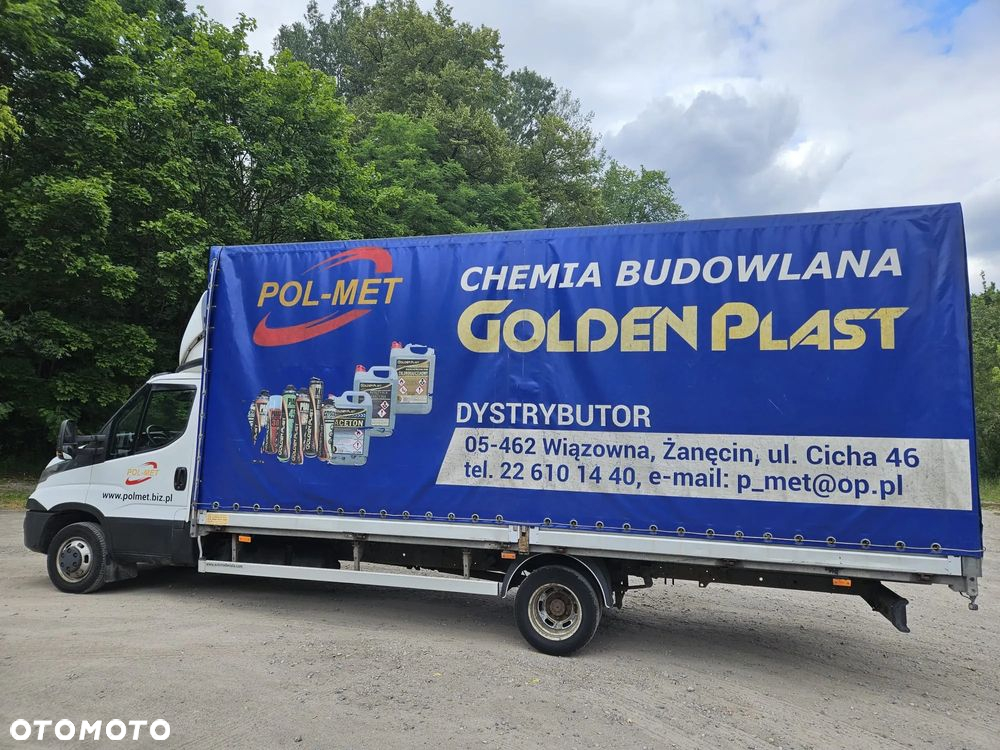 POL-MET
CHEMIA BUDOWLANA
GOLDEN PLAST
ACETON
DYSTRYBUTOR
05-462 Wiązowna, Żanęcin, ul. Cicha 46
tel. 22 610 14 40, e-mail: p_met@op.pl
POL-MET
www.polmet.biz.pl
OTOMOTO